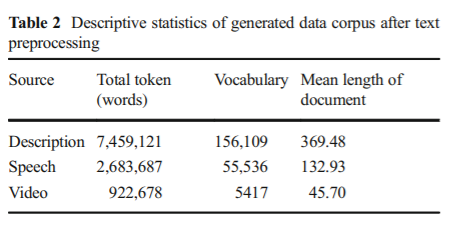 Table 2 Descriptive statistics of generated data corpus after text
preprocessing
Source Total token Vocabulary Mean length of
(words) document
Description 7,459,121 156,109 369.48
Speech 2,683,687 55,536 132.93
Video 922,678 5417 45.70